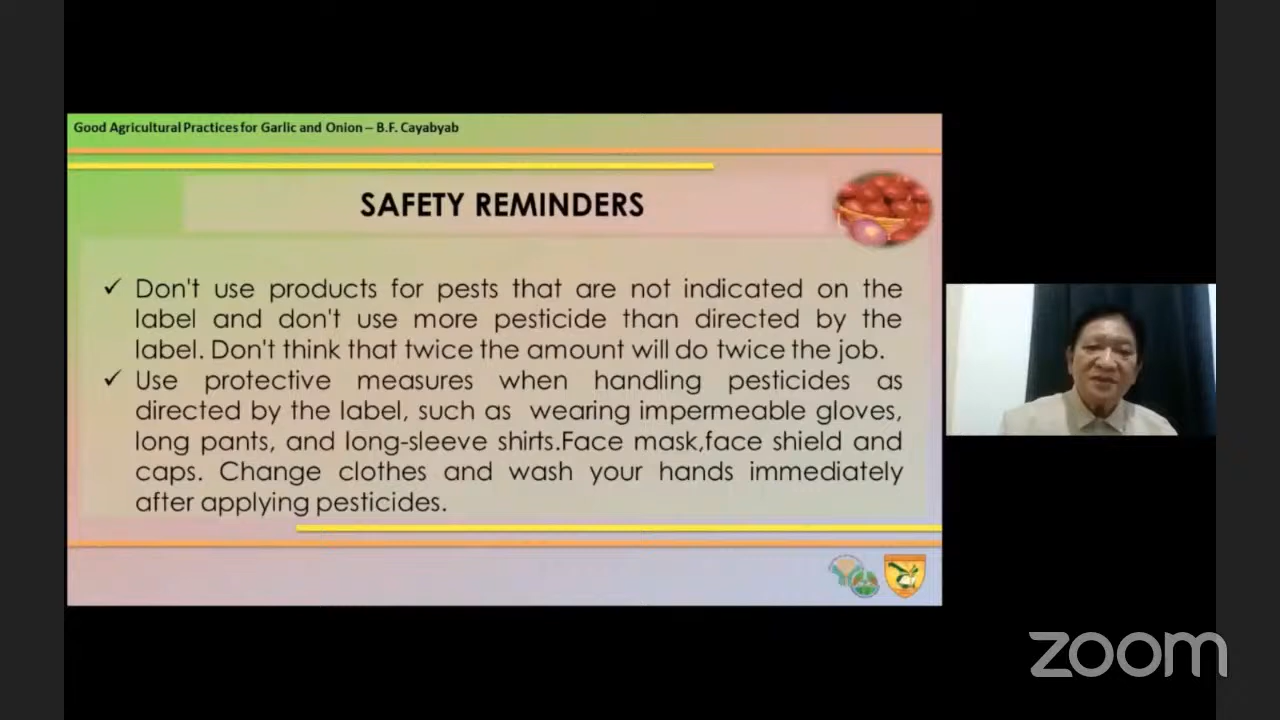 Good Agricultural Practices for Garlic and Onion – B.F. Cayabyab
SAFETY REMINDERS
✓ Don't use products for pests that are not indicated on the
label and don't use more pesticide than directed by the
label. Don't think that twice the amount will do twice the job.
✓ Use protective measures when handling pesticides as
directed by the label, such as wearing impermeable gloves,
long pants, and long-sleeve shirts.Face mask,face shield and
caps. Change clothes and wash your hands immediately
after applying pesticides.
zoom